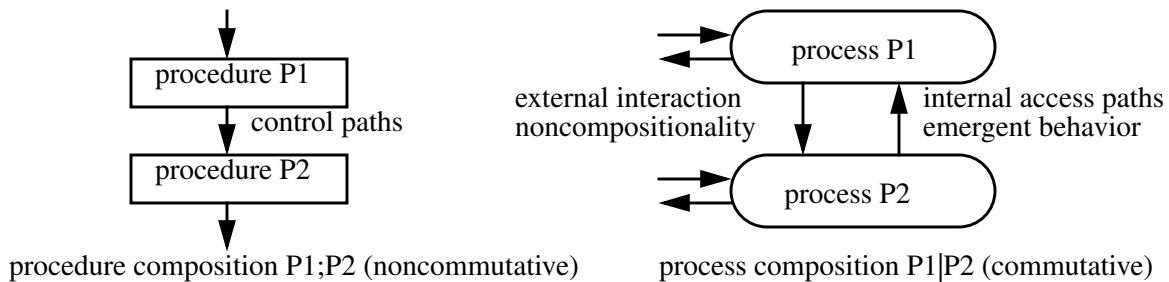 procedure P1
control paths
procedure P2
procedure composition P1;P2 (noncommutative)
process P1
external interaction
noncompositionality
internal access paths
emergent behavior
process P2
process composition P1|P2 (commutative)